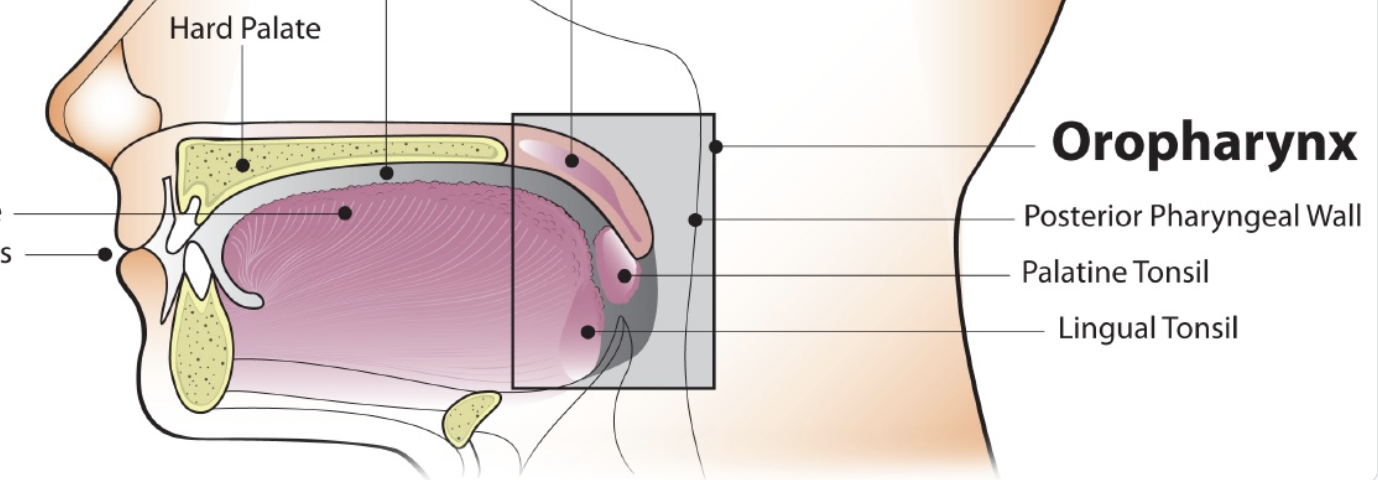 Hard Palate
Oropharynx
Posterior Pharyngeal Wall
Palatine Tonsil
Lingual Tonsil
s